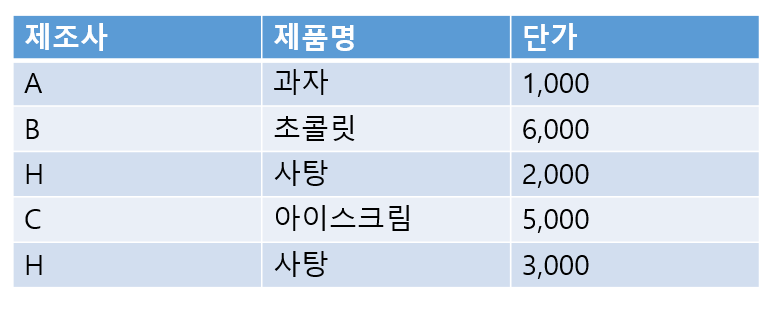 제조사 제품명 단가
A 과자 1,000
B 초콜릿 6,000
H 사탕 2,000
C 아이스크림 5,000
H 사탕 3,000